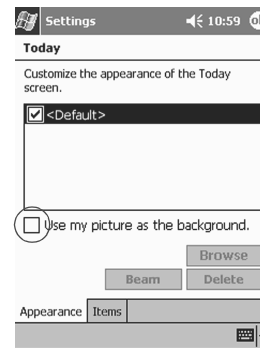 Settings 10:59 ok
Today
Customize the appearance of the Today
screen.
<Default>
Use my picture as the background.
Browse
Beam Delete
Appearance Items